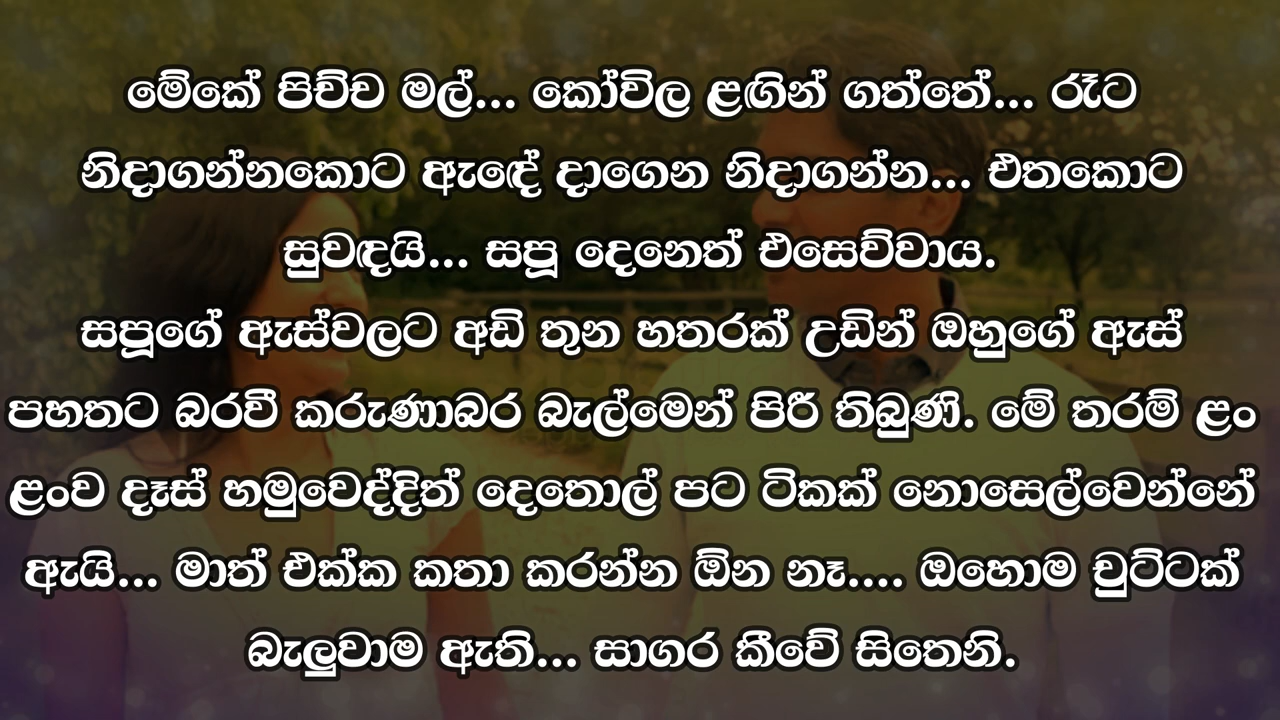 මේකේ පිච්ච මල්... කෝවිල ළඟින් ගත්තේ... රෑට
නිදාගන්නකොට ඇඳේ දාගෙන නිදාගන්න... එතකොට
සුවඳයි... සපූ දෙනෙත් එසෙව්වාය.
සපූගේ ඇස්වලට අඩි තුන හතරක් උඩින් ඔහුගේ ඇස්
පහතට බරවී කරුණාබර බැල්මෙන් පිරී තිබුණි. මේ තරම් ළං
ළංව දෑස් හමුවෙද්දිත් දෙතොල් පට ටිකක් නොසෙල්වෙන්නේ
ඇයි... මාත් එක්ක කතා කරන්න ඕන නෑ.... ඔහොම චුට්ටක්
බැලුවාම ඇති... සාගර කීවේ සිතෙනි.